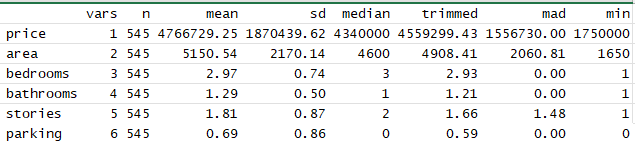 vars n mean sd median trimmed mad min
price 1 545 4766729.25 1870439.62 4340000 4559299.43 1556730.00 1750000
area 2 545 5150.54 2170.14 4600 4908.41 2060.81 1650
bedrooms 3 545 2.97 0.74 3 2.93 0.00 1
bathrooms 4 545 1.29 0.50 1 1.21 0.00 1
stories 5 545 1.81 0.87 2 1.66 1.48 1
parking 6 545 0.69 0.86 0 0.59 0.00 0